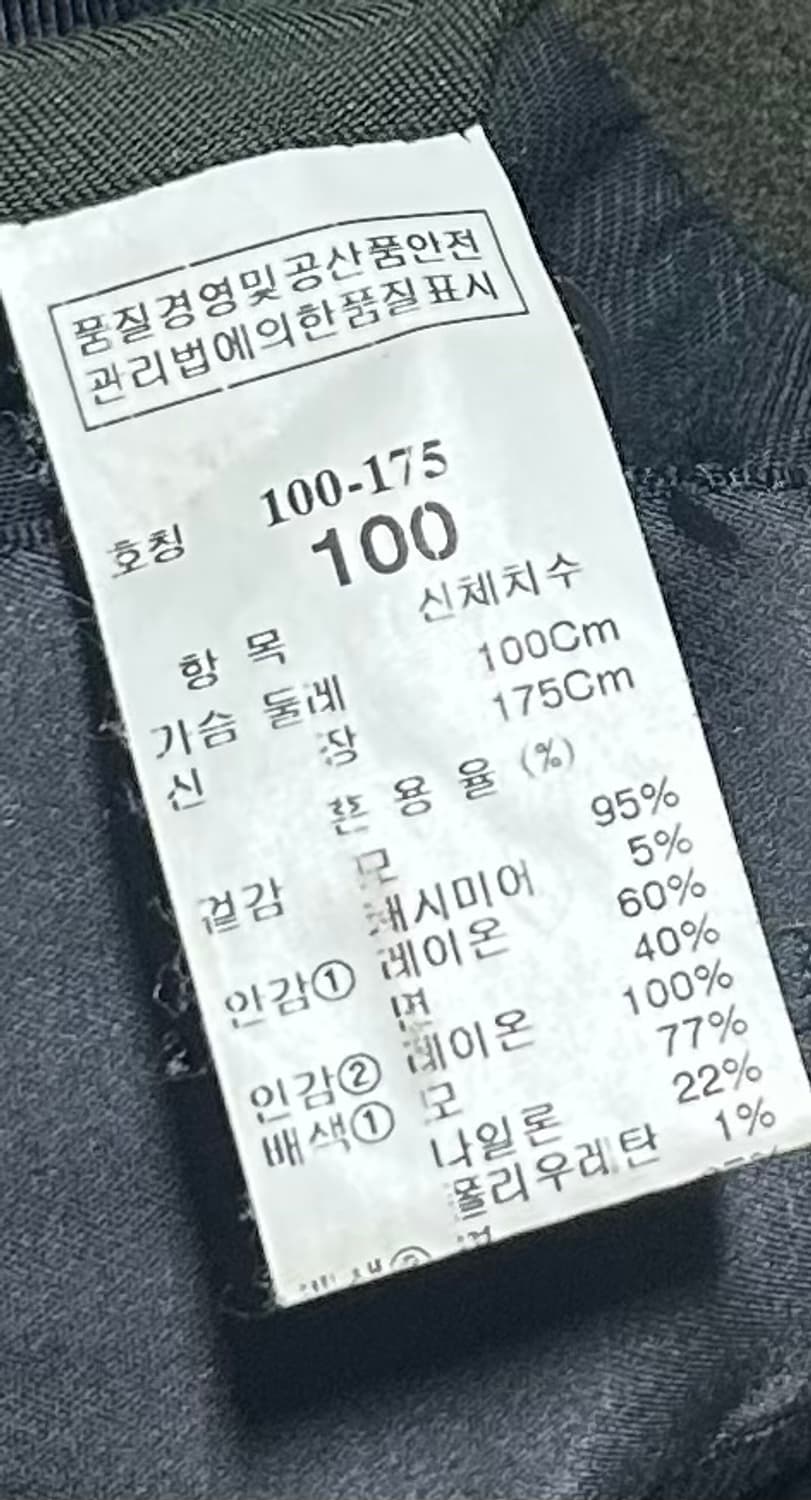 품질경영및공산품안전
관리법에의한품질표시
호칭 100-175
100
항 목 신체치수
가슴 둘레 100Cm
신 장 175Cm
혼 용 율 (%)
겉감 모 95%
캐시미어 5%
안감① 레이온 60%
면 40%
안감② 레이온 100%
배색① 모 77%
나일론 22%
폴리우레탄 1%